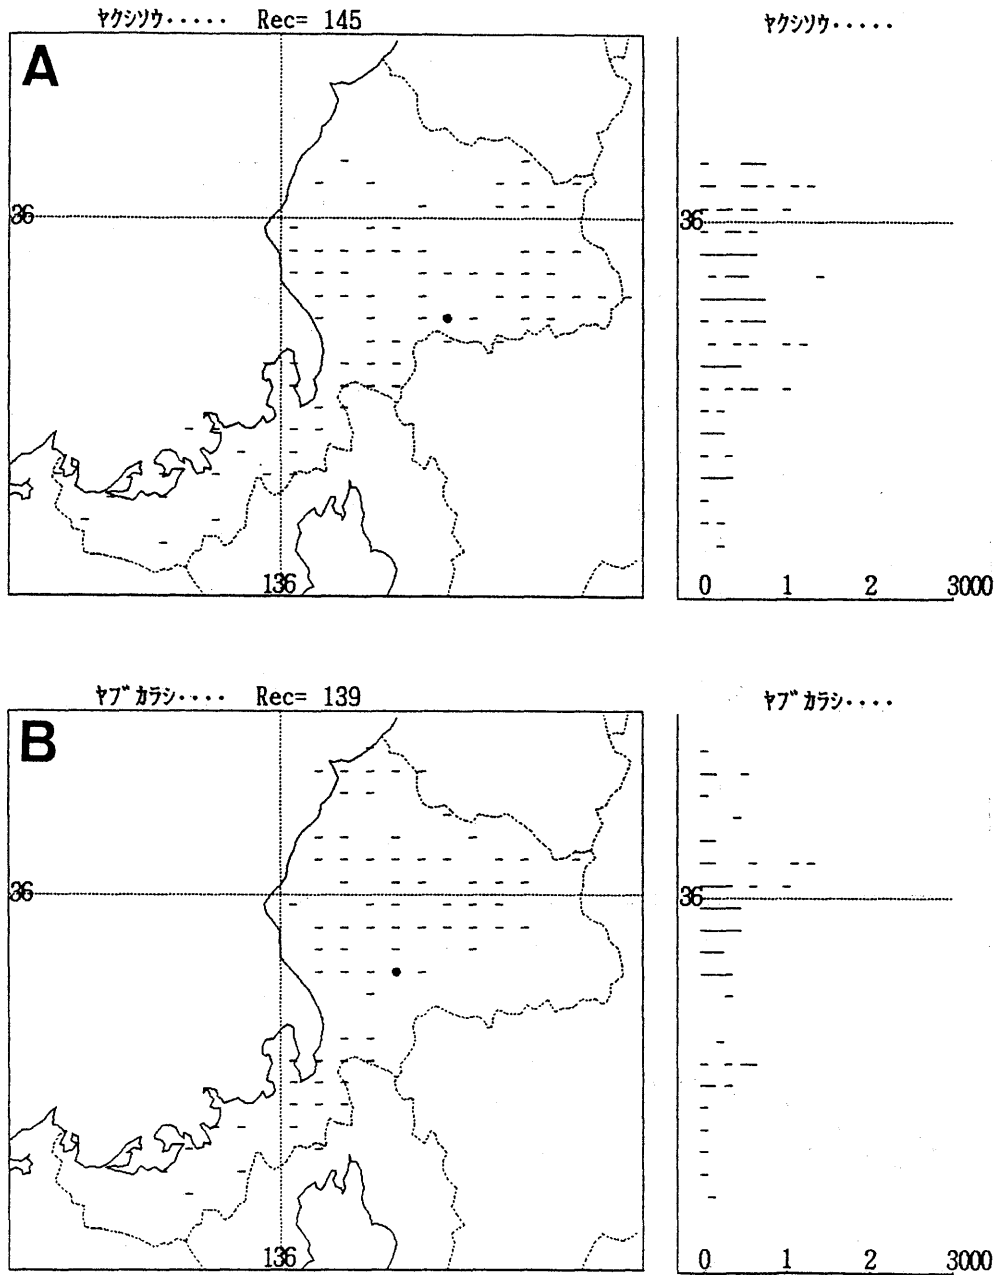 ﾔｸｼｿｳ····· Rec= 145
ﾔｸｼｿｳ·····
A
36
36
136
0 1 2 3000
ﾔﾌﾞｶﾗｼ···· Rec= 139
ﾔﾌﾞｶﾗｼ····
B
36
36
136
0 1 2 3000